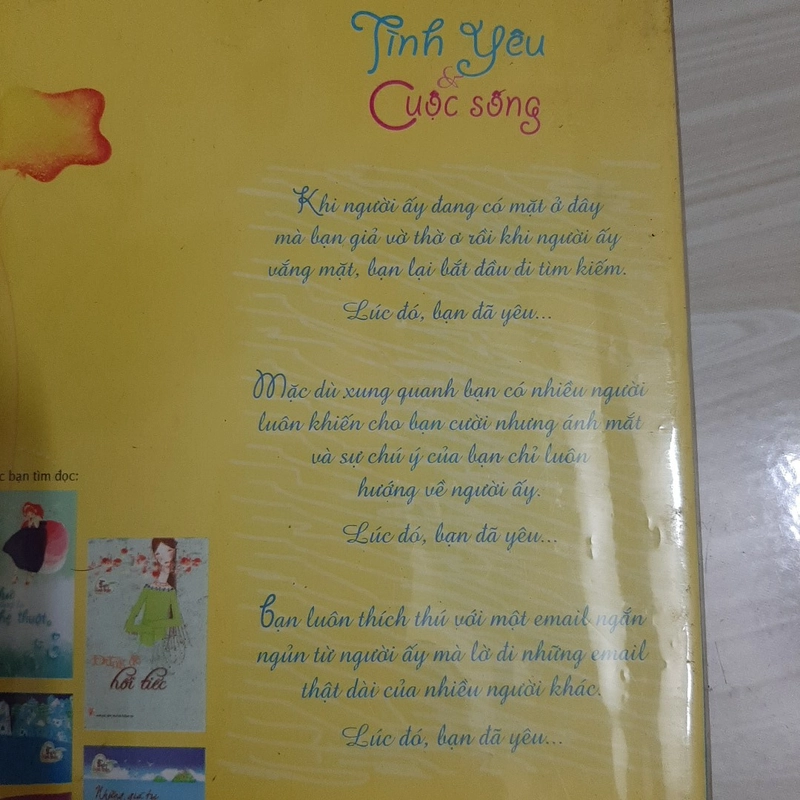 Tình Yêu
&
Cuộc sống
Khi người ấy đang có mặt ở đây
mà bạn giả vờ thờ ơ rồi khi người ấy
vắng mặt, bạn lại bắt đầu đi tìm kiếm.
Lúc đó, bạn đã yêu...
Mặc dù xung quanh bạn có nhiều người
luôn khiến cho bạn cười nhưng ánh mắt
và sự chú ý của bạn chỉ luôn
hướng về người ấy.
Lúc đó, bạn đã yêu...
Bạn luôn thích thú với một email ngắn
ngủn từ người ấy mà lờ đi những email
thật dài của nhiều người khác.
Lúc đó, bạn đã yêu...
bạn tìm đọc:
thuật
hối tiếc
Những giá trị